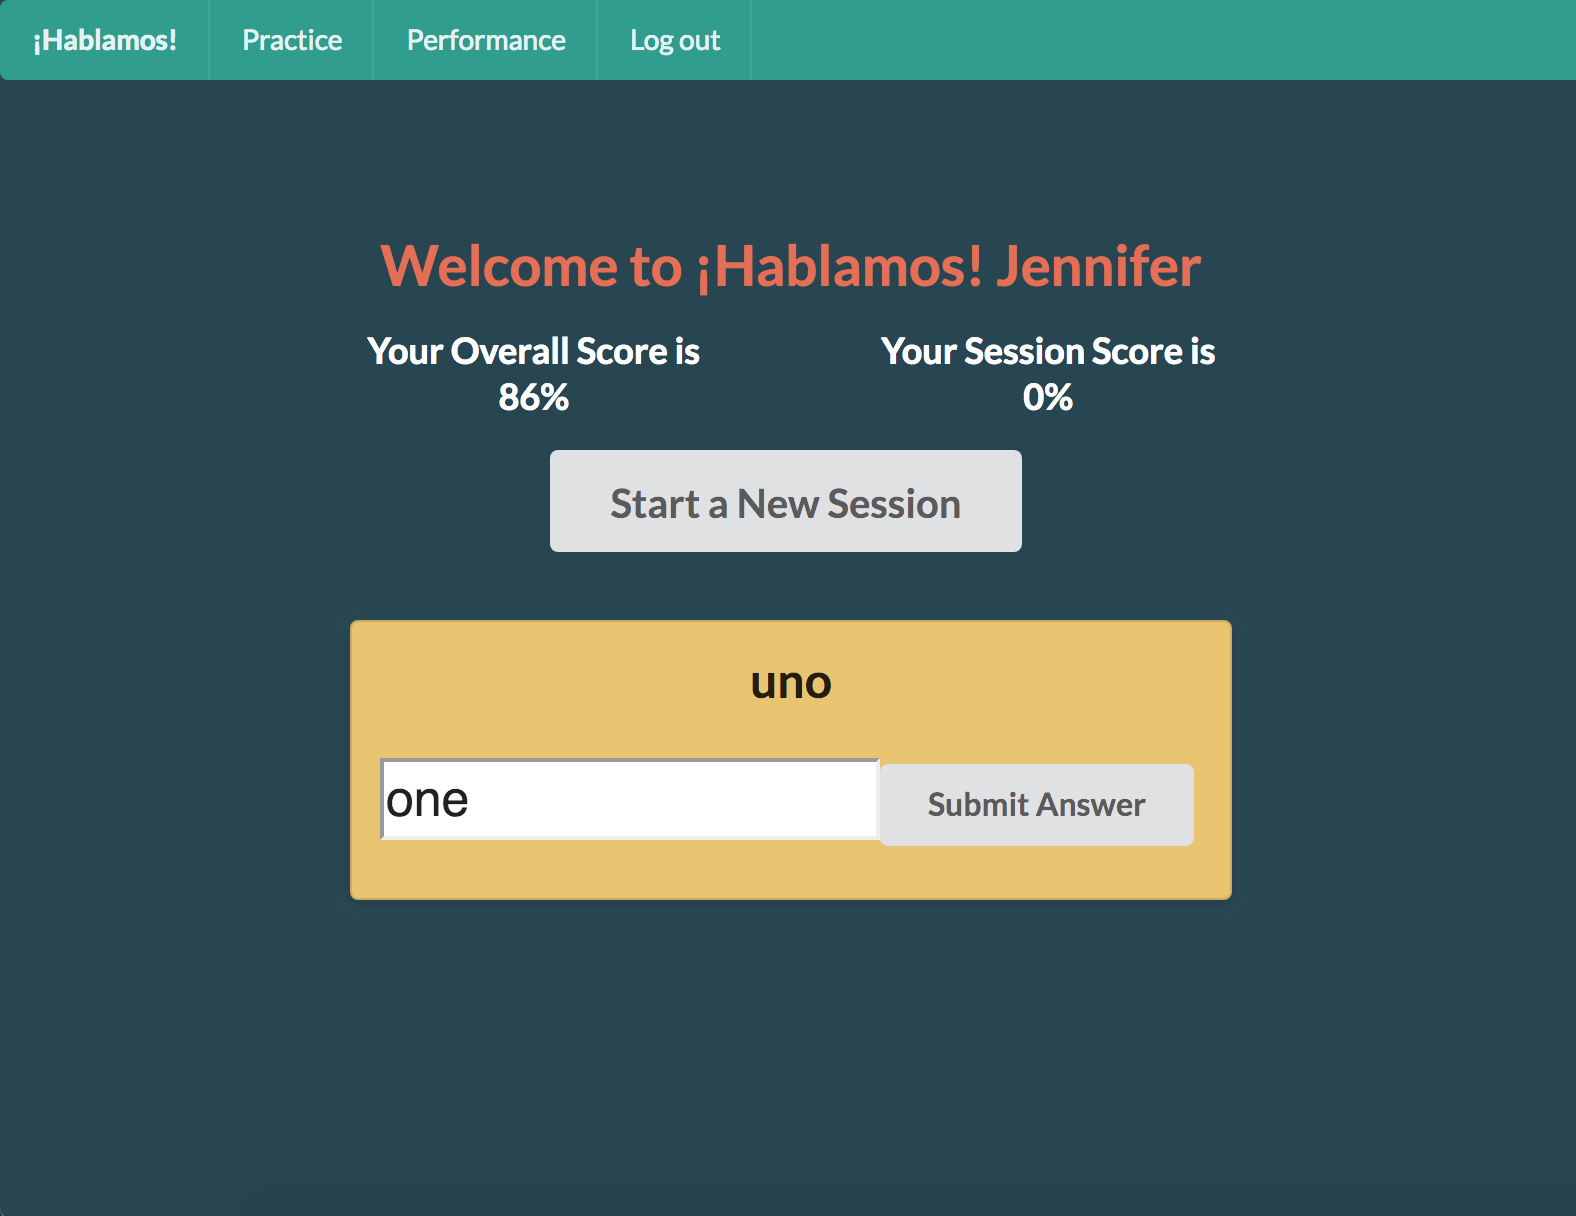 ¡Hablamos! Practice Performance Log out
Welcome to ¡Hablamos! Jennifer
Your Overall Score is
86%
Your Session Score is
0%
Start a New Session
uno
one
Submit Answer